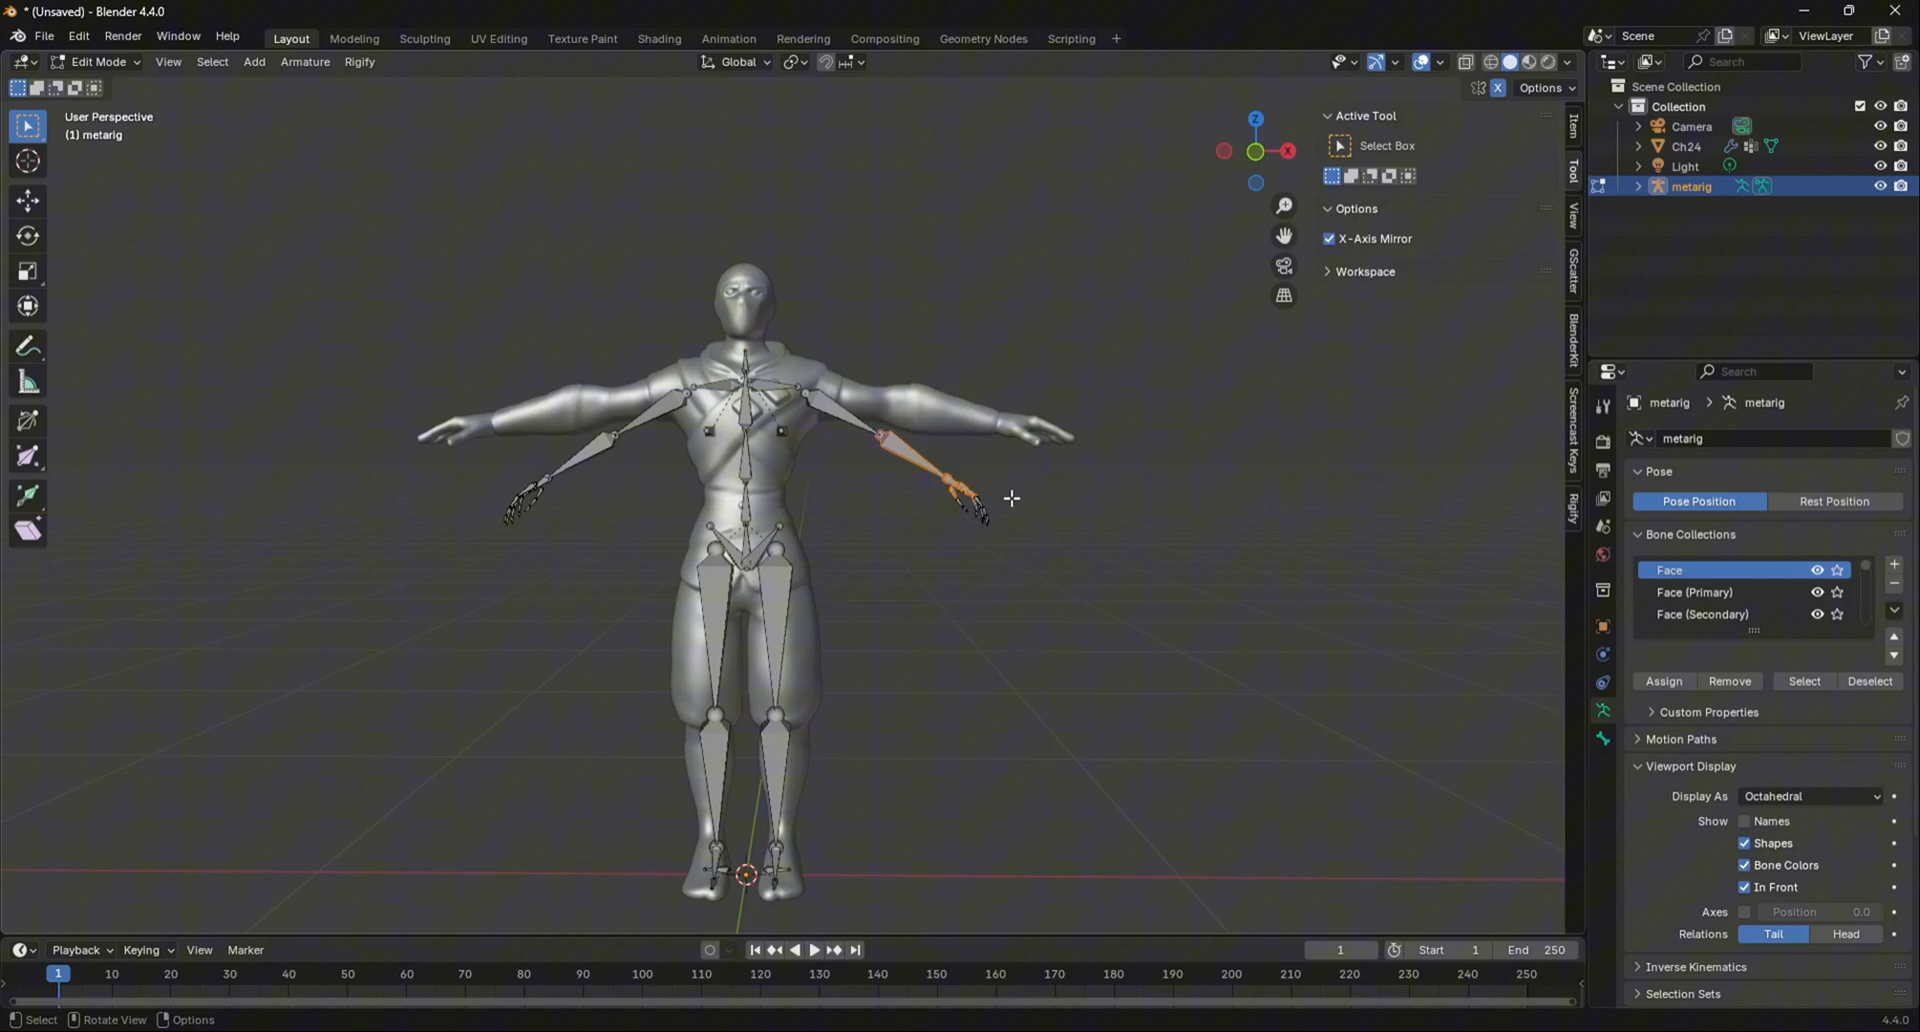 * (Unsaved) - Blender 4.4.0
File Edit Render Window Help
Layout Modeling Sculpting UV Editing Texture Paint Shading Animation Rendering Compositing Geometry Nodes Scripting +
Scene
ViewLayer
Edit Mode View Select Add Armature Rigify
Global
Search
X Options
User Perspective
(1) metarig
Z
X
Active Tool
Select Box
Options
X-Axis Mirror
Workspace
Item
Tool
View
GScatter
BlenderKit
Screencast Keys
Rigify
Scene Collection
Collection
Camera
Ch24
Light
metarig
Search
metarig > metarig
metarig
Pose
Pose Position Rest Position
Bone Collections
Face
Face (Primary)
Face (Secondary)
Assign Remove Select Deselect
Custom Properties
Motion Paths
Viewport Display
Display As Octahedral
Show Names
Shapes
Bone Colors
In Front
Axes Position 0.0
Relations Tail Head
Inverse Kinematics
Selection Sets
Playback Keying View Marker
1 Start 1 End 250
1 10 20 30 40 50 60 70 80 90 100 110 120 130 140 150 160 170 180 190 200 210 220 230 240 250
Select Rotate View Options
4.4.0